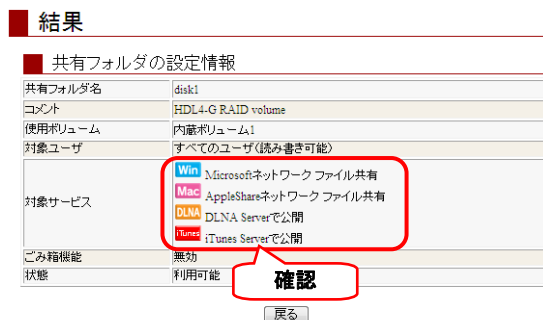 結果
共有フォルダの設定情報
共有フォルダ名 disk1
コメント HDL4-G RAID volume
使用ボリューム 内蔵ボリューム1
対象ユーザ すべてのユーザ(読み書き可能)
対象サービス
Win Microsoftネットワーク ファイル共有
Mac AppleShareネットワーク ファイル共有
DLNA DLNA Serverで公開
iTunes iTunes Serverで公開
ごみ箱機能 無効
状態 利用可能
確認
戻る